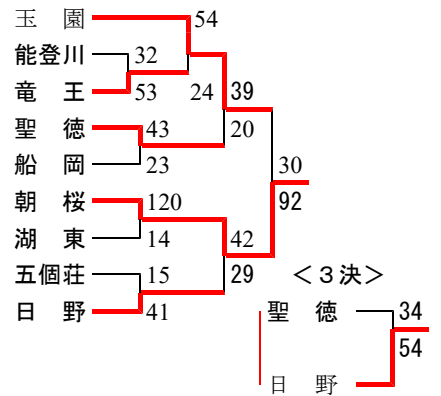 玉 園 54
能登川 32
竜 王 53 24 39
聖 徳 43 20
船 岡 23 30
朝 桜 120 92
湖 東 14 42
五個荘 15 29 <3決>
日 野 41 聖 徳 34
54
日 野